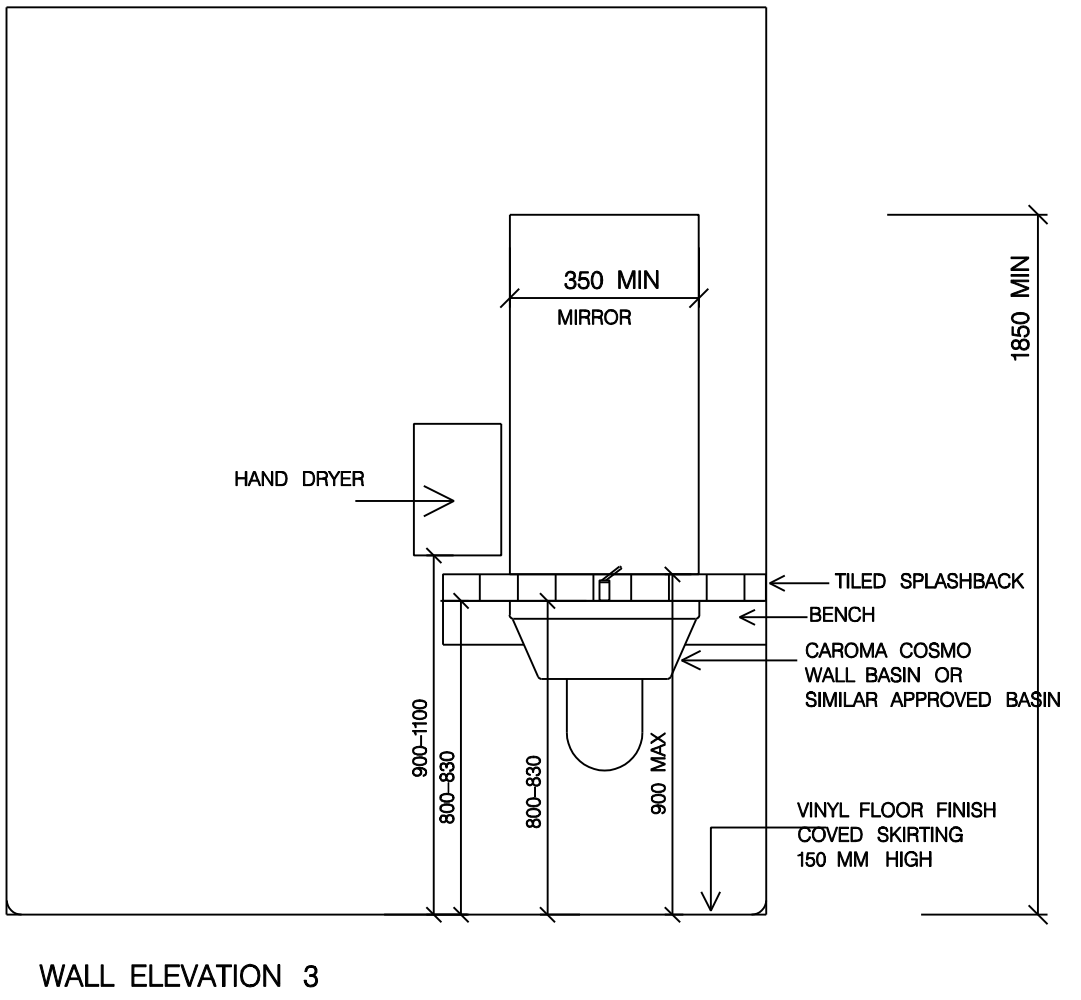 350 MIN
MIRROR
1850 MIN
HAND DRYER
TILED SPLASHBACK
BENCH
CAROMA COSMO
WALL BASIN OR
SIMILAR APPROVED BASIN
900-1100
800-830
800-830
900 MAX
VINYL FLOOR FINISH
COVED SKIRTING
150 MM HIGH
WALL ELEVATION 3